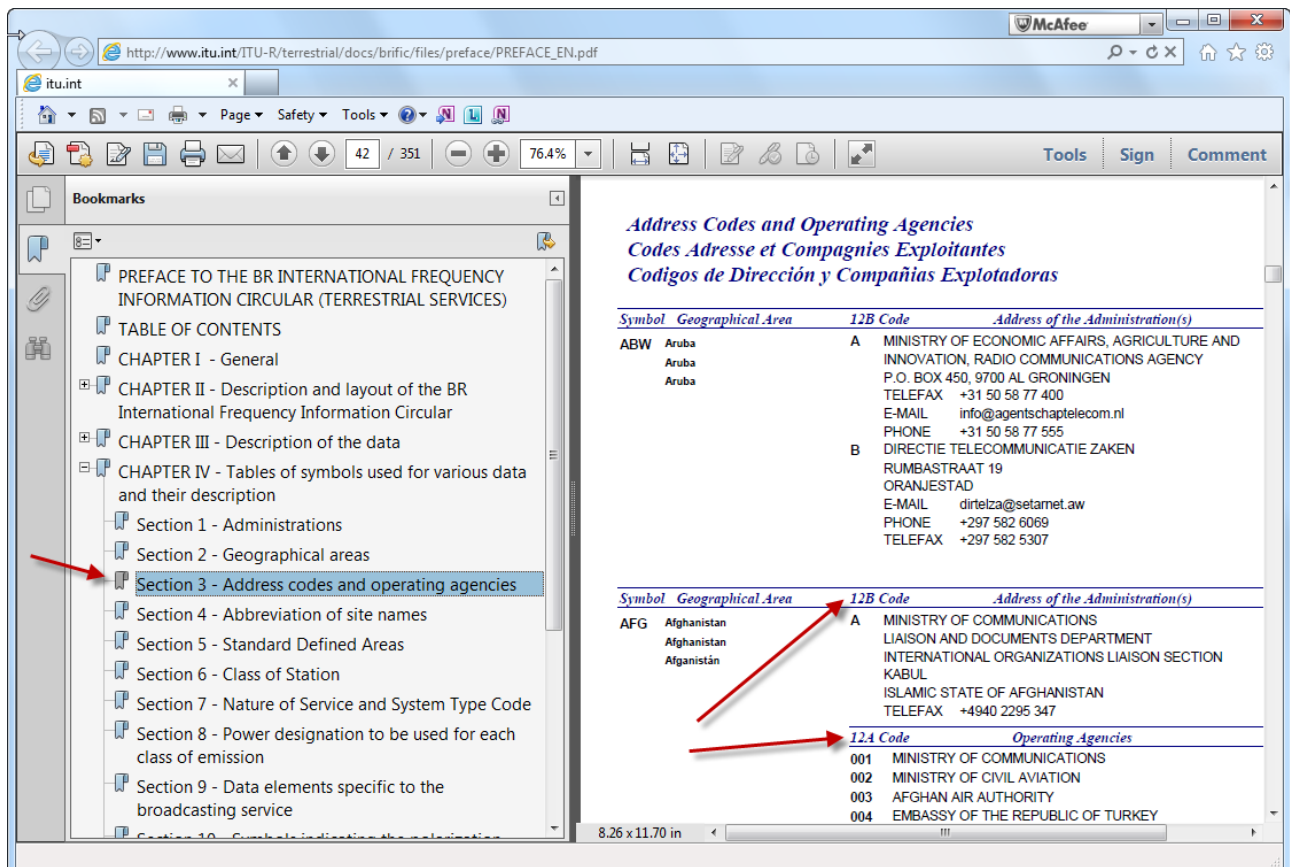 McAfee
http://www.itu.int/ITU-R/terrestrial/docs/brific/files/preface/PREFACE_EN.pdf
itu.int
Page Safety Tools
42 / 351 76.4% Tools Sign Comment
Bookmarks
PREFACE TO THE BR INTERNATIONAL FREQUENCY
INFORMATION CIRCULAR (TERRESTRIAL SERVICES)
TABLE OF CONTENTS
CHAPTER I - General
CHAPTER II - Description and layout of the BR
International Frequency Information Circular
CHAPTER III - Description of the data
CHAPTER IV - Tables of symbols used for various data
and their description
Section 1 - Administrations
Section 2 - Geographical areas
Section 3 - Address codes and operating agencies
Section 4 - Abbreviation of site names
Section 5 - Standard Defined Areas
Section 6 - Class of Station
Section 7 - Nature of Service and System Type Code
Section 8 - Power designation to be used for each
class of emission
Section 9 - Data elements specific to the
broadcasting service
Section 10 - Symbols indicating the polarization
Address Codes and Operating Agencies
Codes Adresse et Compagnies Exploitantes
Codigos de Dirección y Compañias Explotadoras
Symbol Geographical Area 12B Code Address of the Administration(s)
ABW Aruba A MINISTRY OF ECONOMIC AFFAIRS, AGRICULTURE AND
Aruba INNOVATION, RADIO COMMUNICATIONS AGENCY
Aruba P.O. BOX 450, 9700 AL GRONINGEN
TELEFAX +31 50 58 77 400
E-MAIL info@agentschaptelecom.nl
PHONE +31 50 58 77 555
B DIRECTIE TELECOMMUNICATIE ZAKEN
RUMBASTRAAT 19
ORANJESTAD
E-MAIL dirtelza@setarnet.aw
PHONE +297 582 6069
TELEFAX +297 582 5307
Symbol Geographical Area 12B Code Address of the Administration(s)
AFG Afghanistan A MINISTRY OF COMMUNICATIONS
Afghanistan LIAISON AND DOCUMENTS DEPARTMENT
Afganistán INTERNATIONAL ORGANIZATIONS LIAISON SECTION
KABUL
ISLAMIC STATE OF AFGHANISTAN
TELEFAX +4940 2295 347
12A Code Operating Agencies
001 MINISTRY OF COMMUNICATIONS
002 MINISTRY OF CIVIL AVIATION
003 AFGHAN AIR AUTHORITY
004 EMBASSY OF THE REPUBLIC OF TURKEY
8.26 x 11.70 in